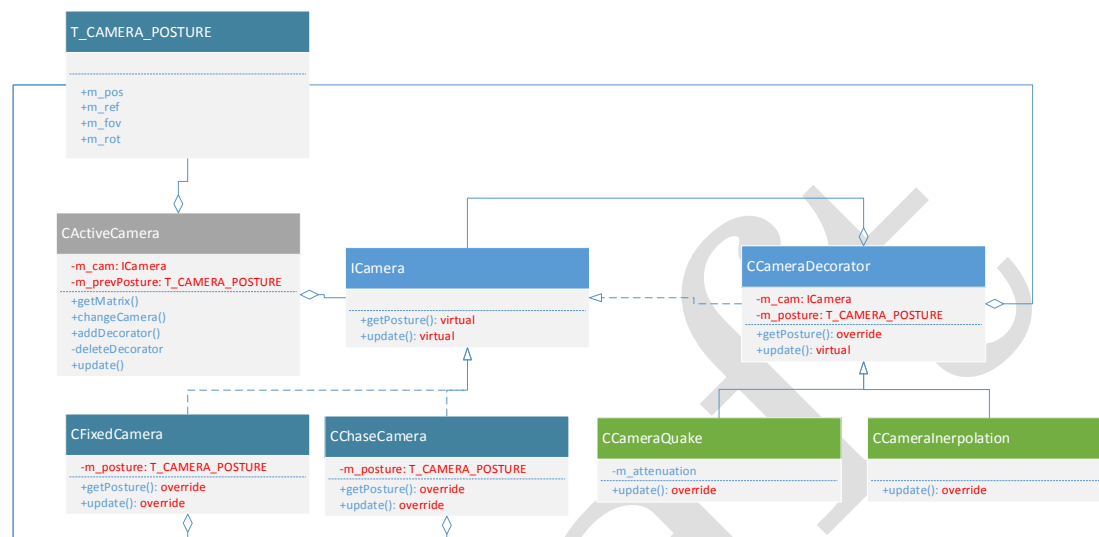 T_CAMERA_POSTURE
+m_pos
+m_ref
+m_fov
+m_rot
CActiveCamera
-m_cam: ICamera
-m_prevPosture: T_CAMERA_POSTURE
+getMatrix()
+changeCamera()
+addDecorator()
-deleteDecorator
+update()
ICamera
+getPosture(): virtual
+update(): virtual
CCameraDecorator
-m_cam: ICamera
-m_posture: T_CAMERA_POSTURE
+getPosture(): override
+update(): virtual
CFixedCamera
-m_posture: T_CAMERA_POSTURE
+getPosture(): override
+update(): override
CChaseCamera
-m_posture: T_CAMERA_POSTURE
+getPosture(): override
+update(): override
CCameraQuake
-m_attenuation
+update(): override
CCameraInerpolation
+update(): override